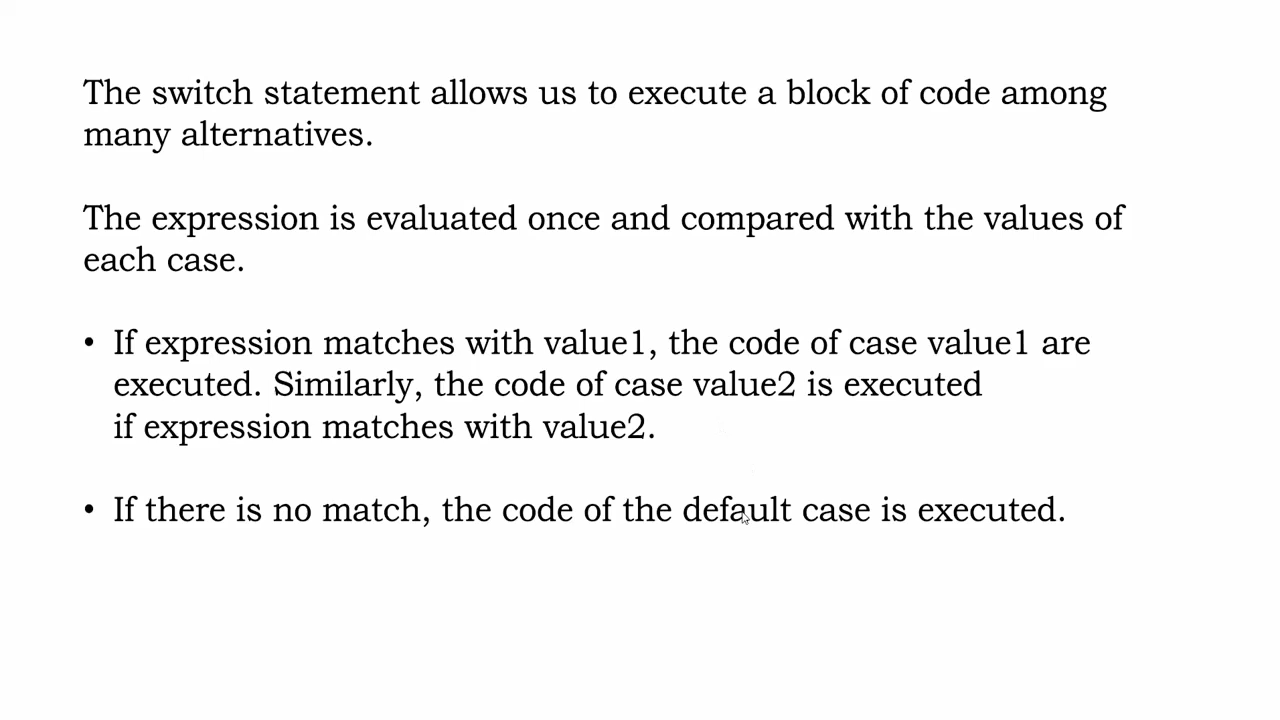 The switch statement allows us to execute a block of code among
many alternatives.
The expression is evaluated once and compared with the values of
each case.
• If expression matches with value1, the code of case value1 are
executed. Similarly, the code of case value2 is executed
if expression matches with value2.
• If there is no match, the code of the default case is executed.